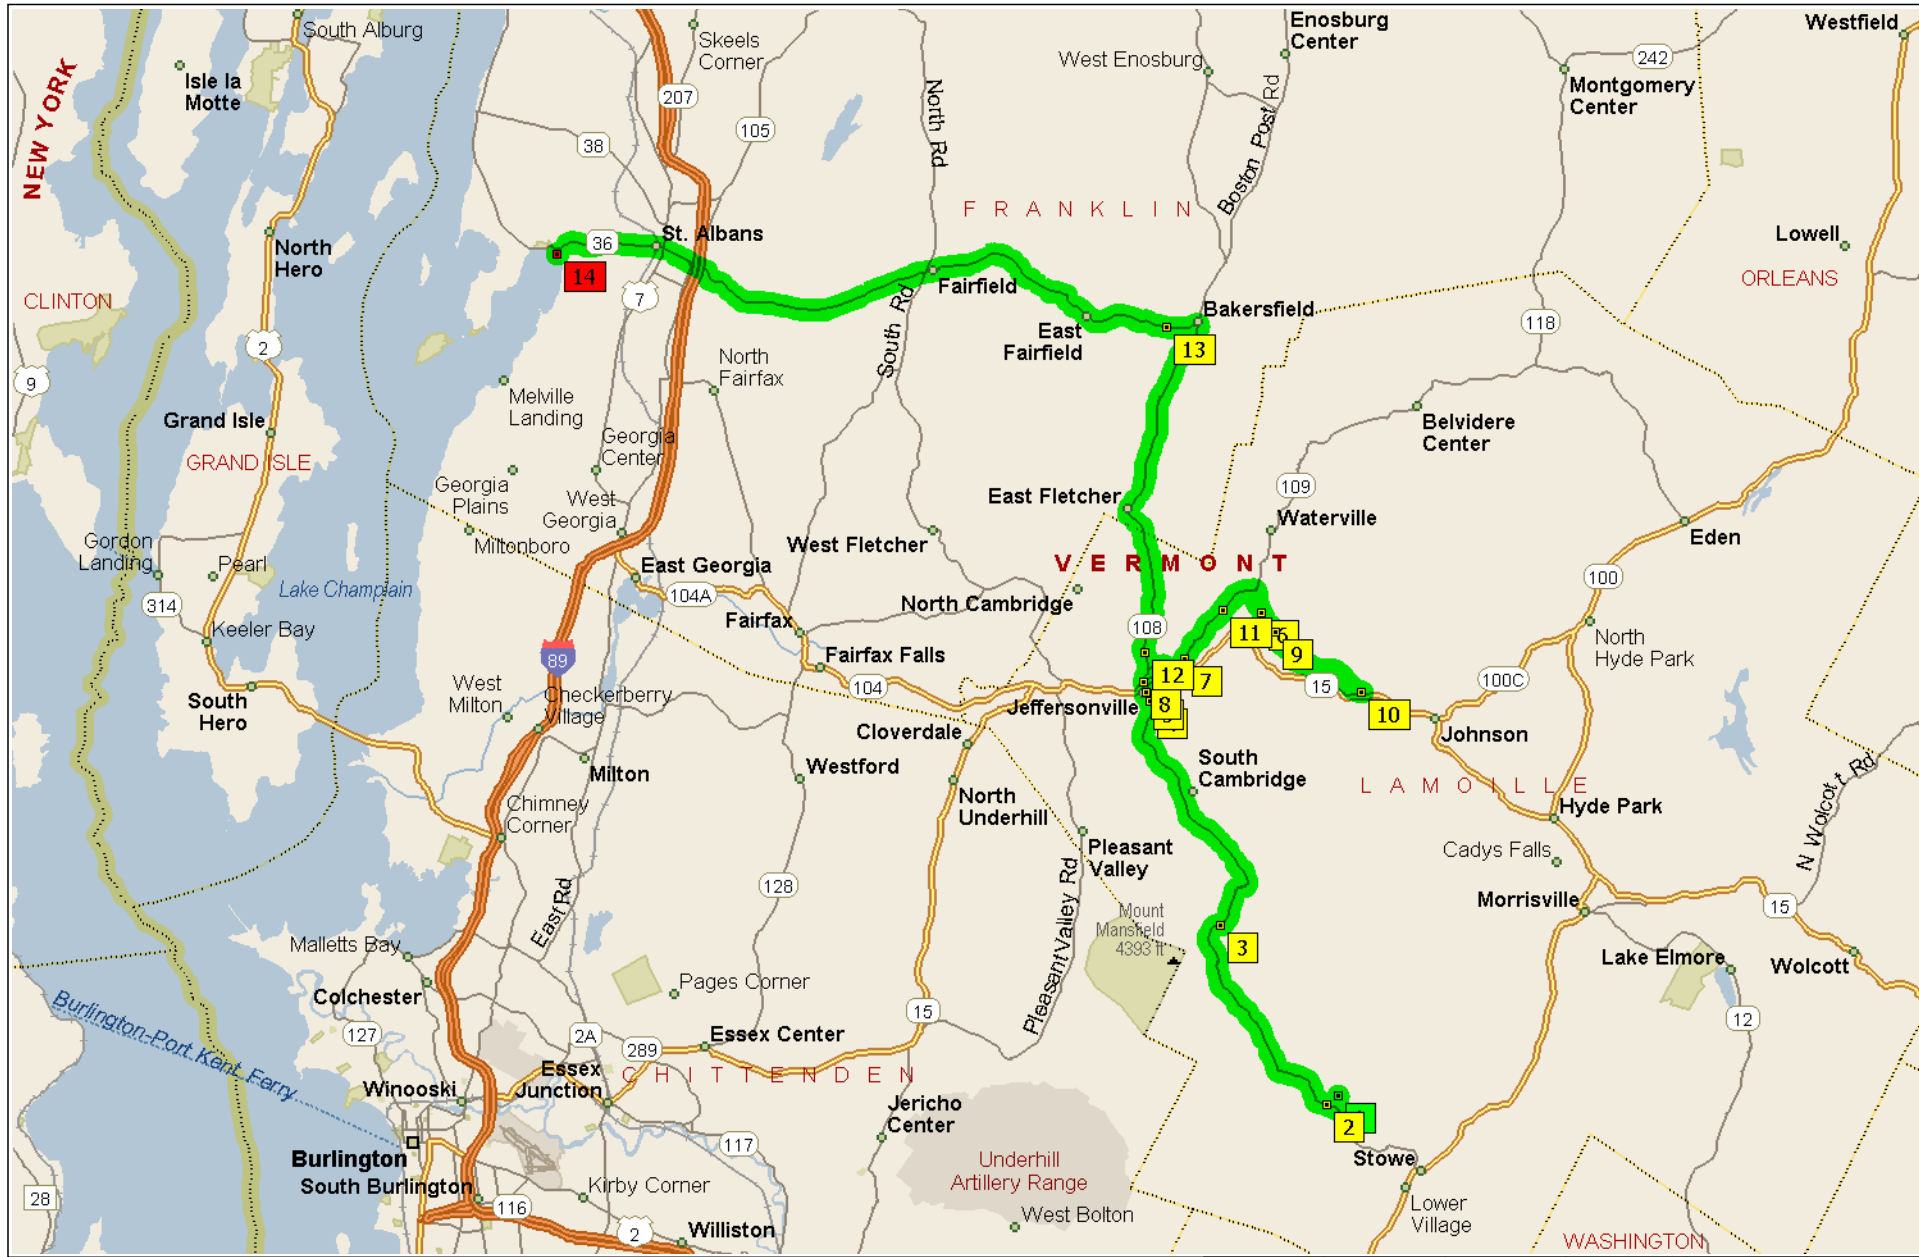 South Alburg
Isle la
Motte
NEW YORK
Skeels
Corner
207
105
38
North Rd
West Enosburg
Enosburg
Center
Boston Post Rd
242
Montgomery
Center
Westfield
FRANKLIN
North
Hero
St. Albans
36
14
7
Fairfield
South Rd
East
Fairfield
Bakersfield
13
Lowell
ORLEANS
118
CLINTON
2
9
Grand Isle
GRAND ISLE
North
Fairfax
Melville
Landing
Georgia
Center
Georgia
Plains
West
Georgia
Miltonboro
Belvidere
Center
109
Waterville
East Fletcher
West Fletcher
VERMONT
Eden
100
Gordon
Landing
Pearl
314
Keeler Bay
Lake Champlain
East Georgia
104A
Fairfax
North Cambridge
108
Fairfax Falls
104
89
South
Hero
West
Milton
Checkerberry
Village
Milton
Cloverdale
Jeffersonville
12
7
8
11
6
9
15
10
100C
North
Hyde Park
Johnson
LAMOILLE
Hyde Park
N Wolcott Rd
South
Cambridge
Westford
North
Underhill
Chimney
Corner
Pleasant
Valley
Pleasant Valley Rd
Cadys Falls
Morrisville
15
128
East Rd
Mount
Mansfield
4393 ft
3
Lake Elmore
Wolcott
12
Malletts Bay
Colchester
Pages Corner
Burlington-Port Kent Ferry
127
2A
289
Essex Center
15
Essex
Junction
CHITTENDEN
Winooski
Jericho
Center
117
Burlington
South Burlington
Kirby Corner
116
28
2
Williston
Underhill
Artillery Range
West Bolton
2
Stowe
Lower
Village
WASHINGTON